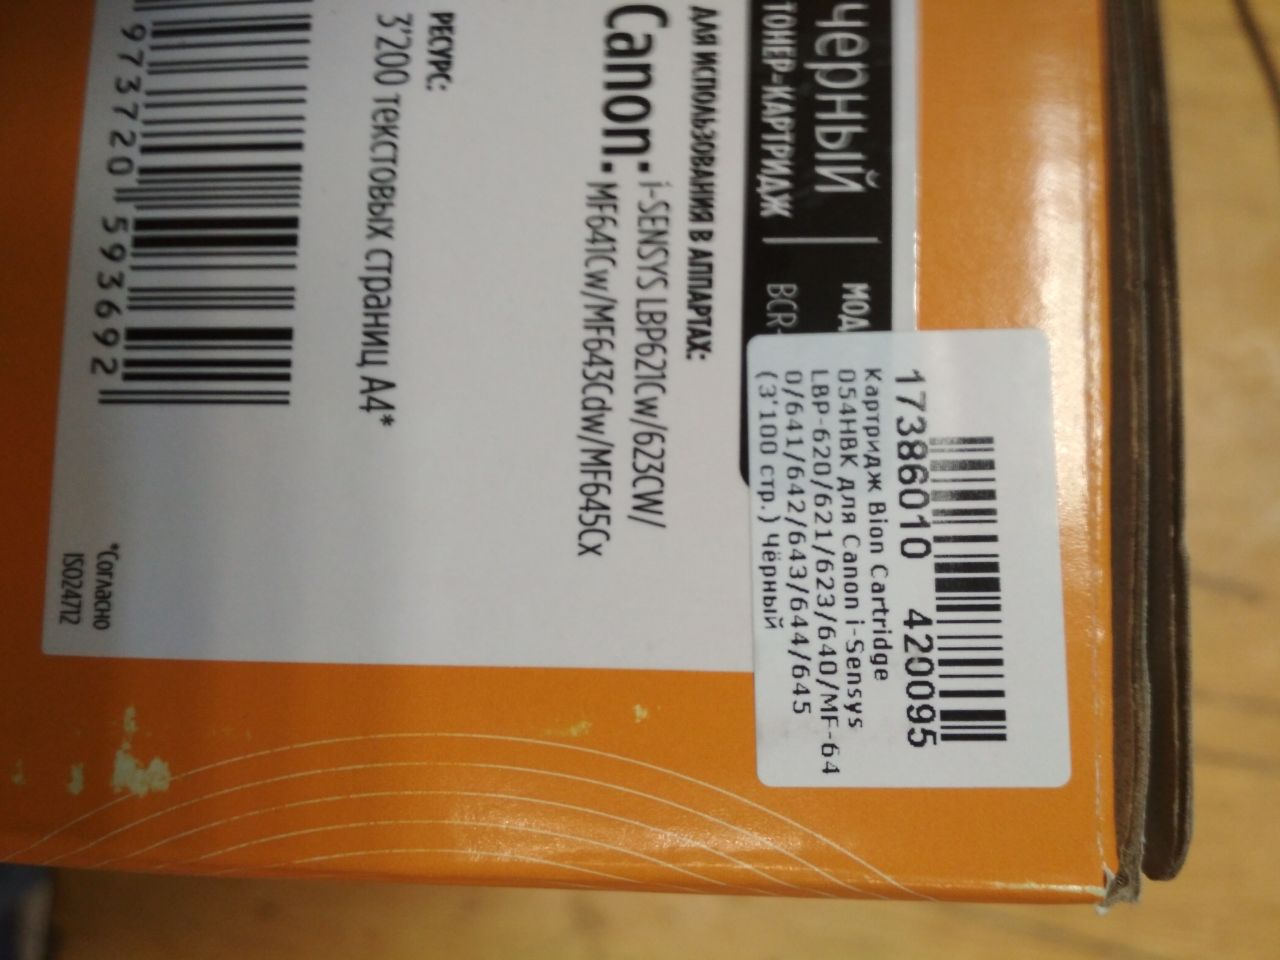 чёрный | МОД
ТОНЕР-КАРТРИДЖ | BCR-
ДЛЯ ИСПОЛЬЗОВАНИЯ В АППАРТАХ:
Canon: i-SENSYS LBP621Cw/623CW/
MF641Cw/MF643Cdw/MF645Cx
РЕСУРС:
3'200 текстовых страниц А4*
973720 593692
*Согласно
ISO24712
17386010 420095
Картридж Bion Cartridge
054HBK для Canon i-Sensys
LBP-620/621/623/640/MF-64
0/641/642/643/644/645
(3'100 стр.) Чёрный